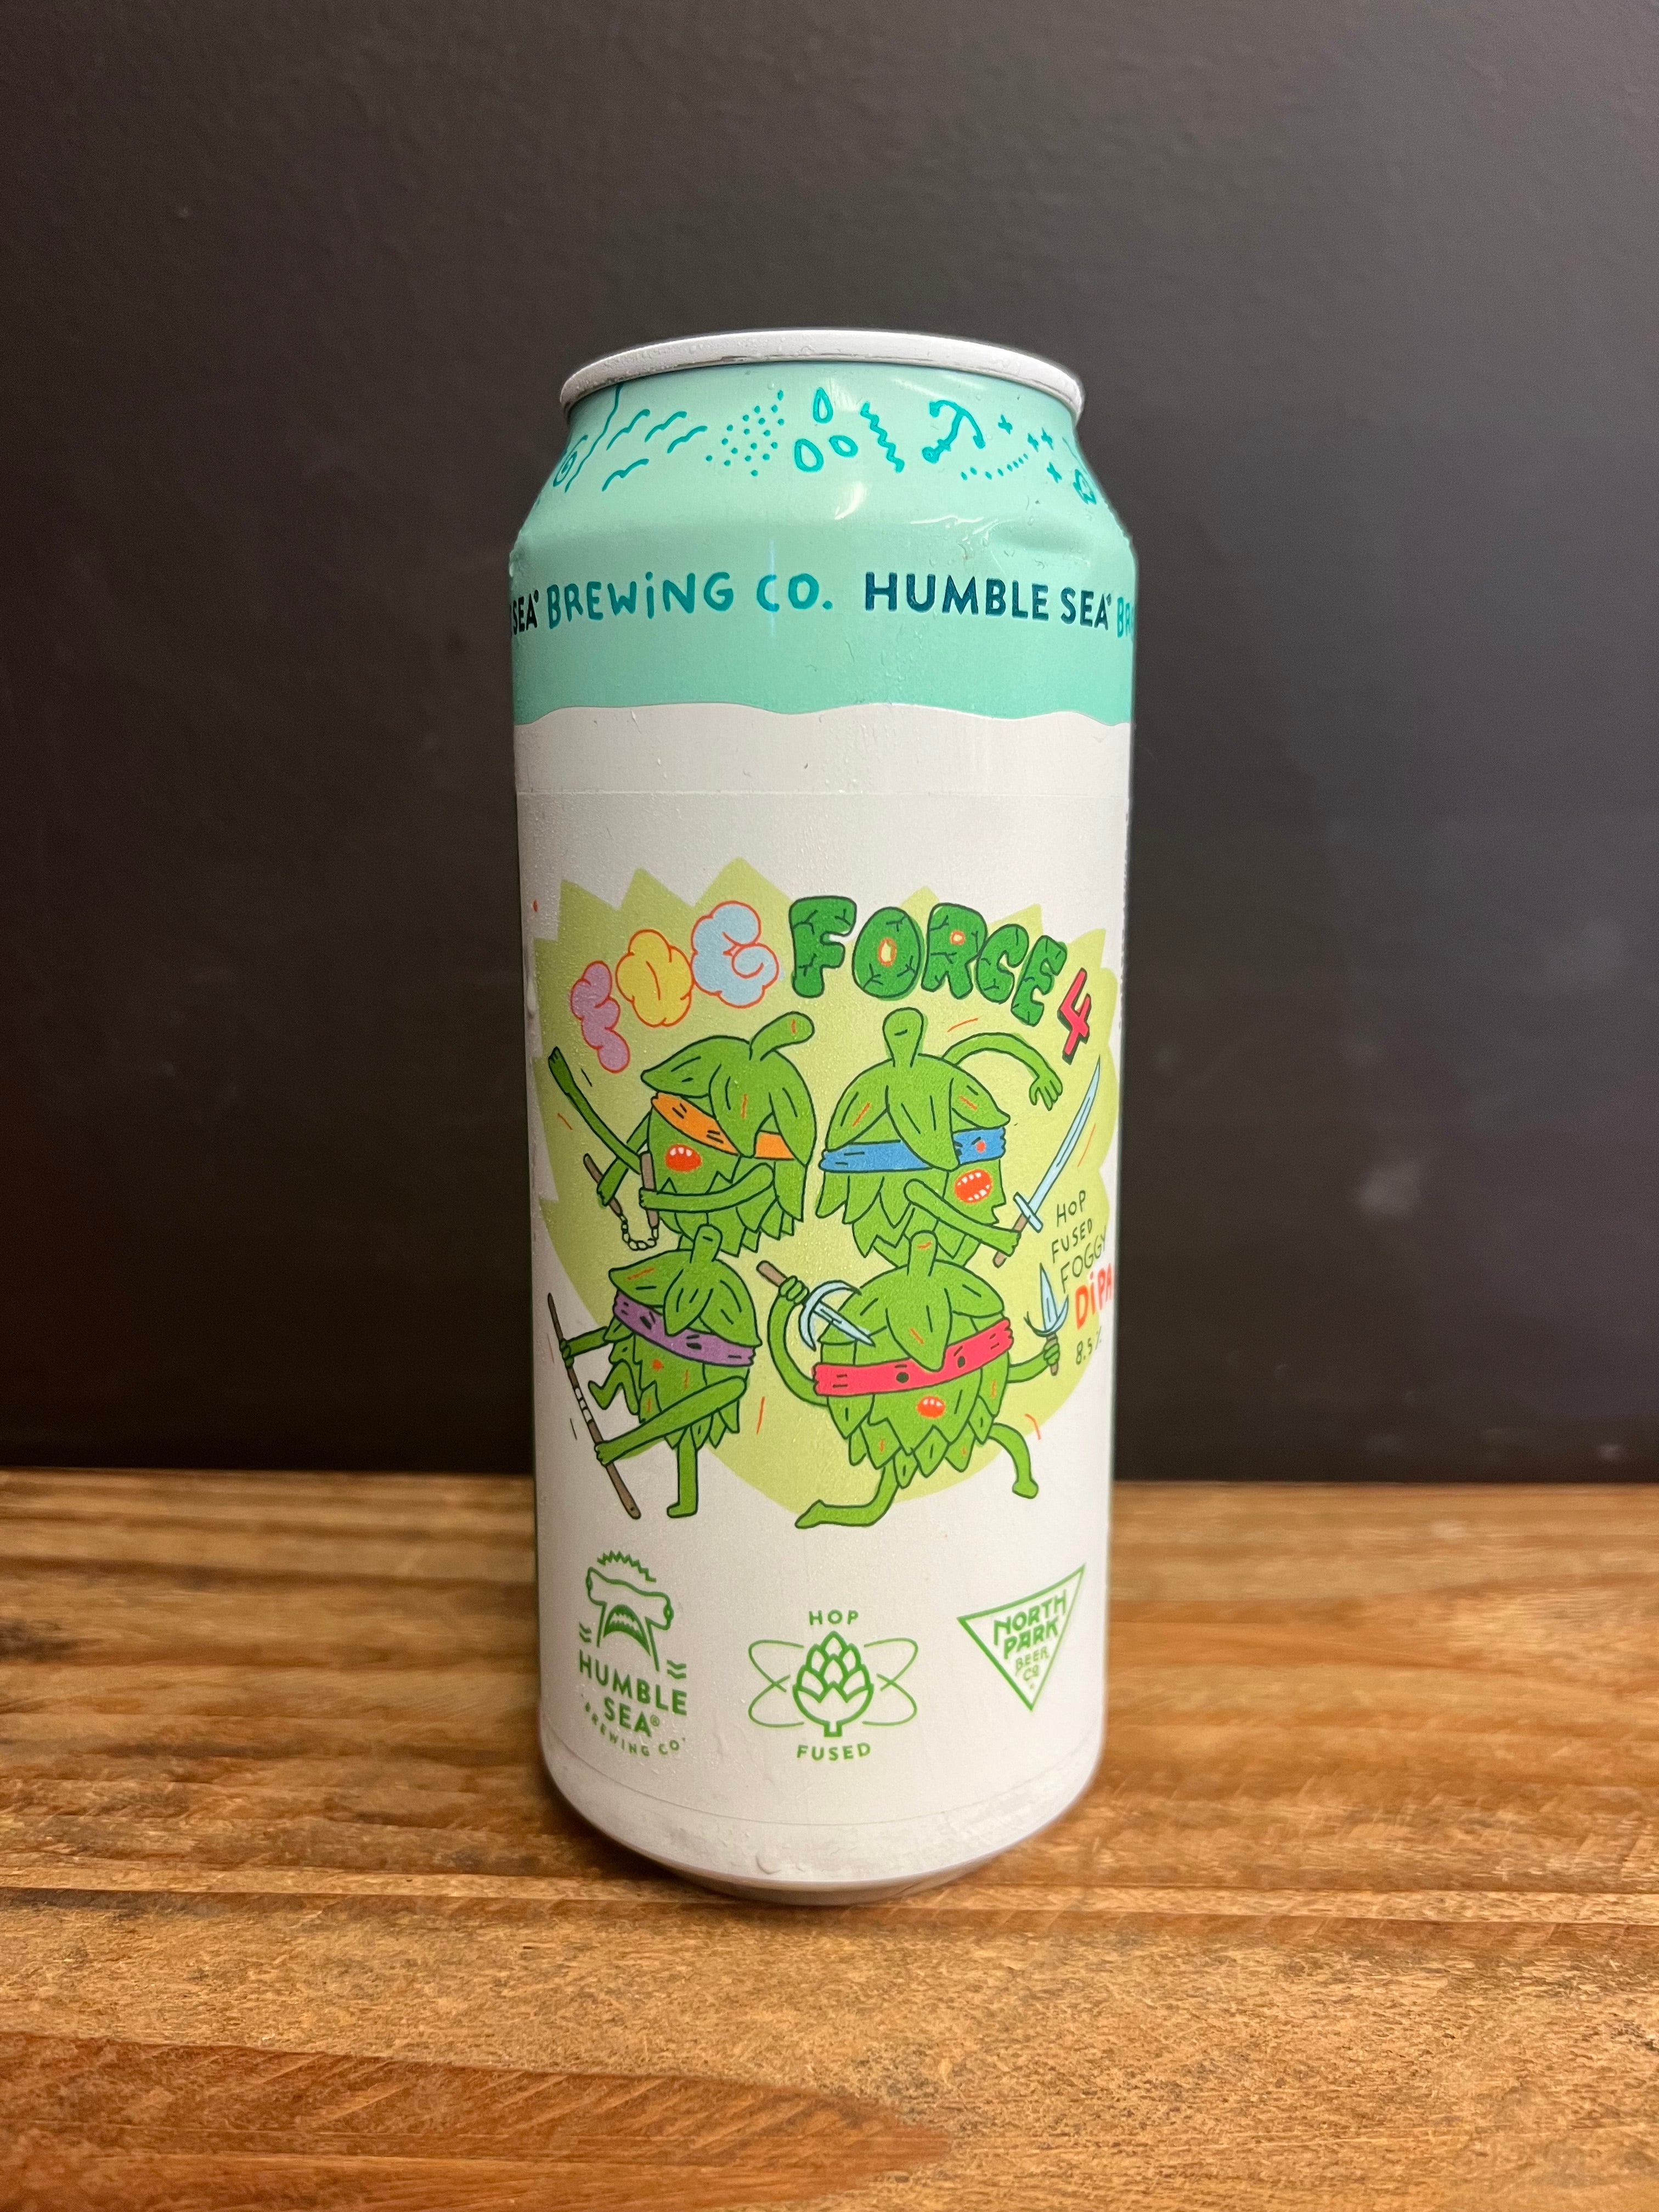 SEA® BREWING CO. HUMBLE SEA® BR
FOG FORCE 4
HOP
FUSED
FOGGY
DIPA
8.5%
HUMBLE
SEA®
BREWING CO
HOP
FUSED
NORTH
PARK
BEER
CO